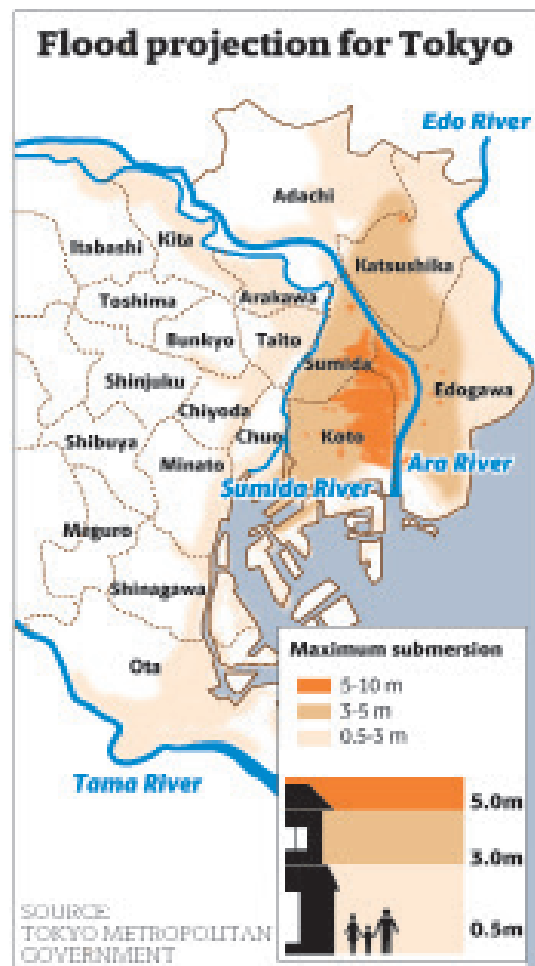 Flood projection for Tokyo
Edo River
Adachi
Kita
Itabashi
Katsushika
Toshima
Arakawa
Bunkyo
Taito
Sumida
Edogawa
Shinjuku
Chiyoda
Shibuya
Chuo
Koto
Minato
Ara River
Sumida River
Meguro
Shinagawa
Ota
Tama River
Maximum submersion
5-10 m
3-5 m
0.5-3 m
5.0m
3.0m
0.5m
SOURCE:
TOKYO METROPOLITAN
GOVERNMENT